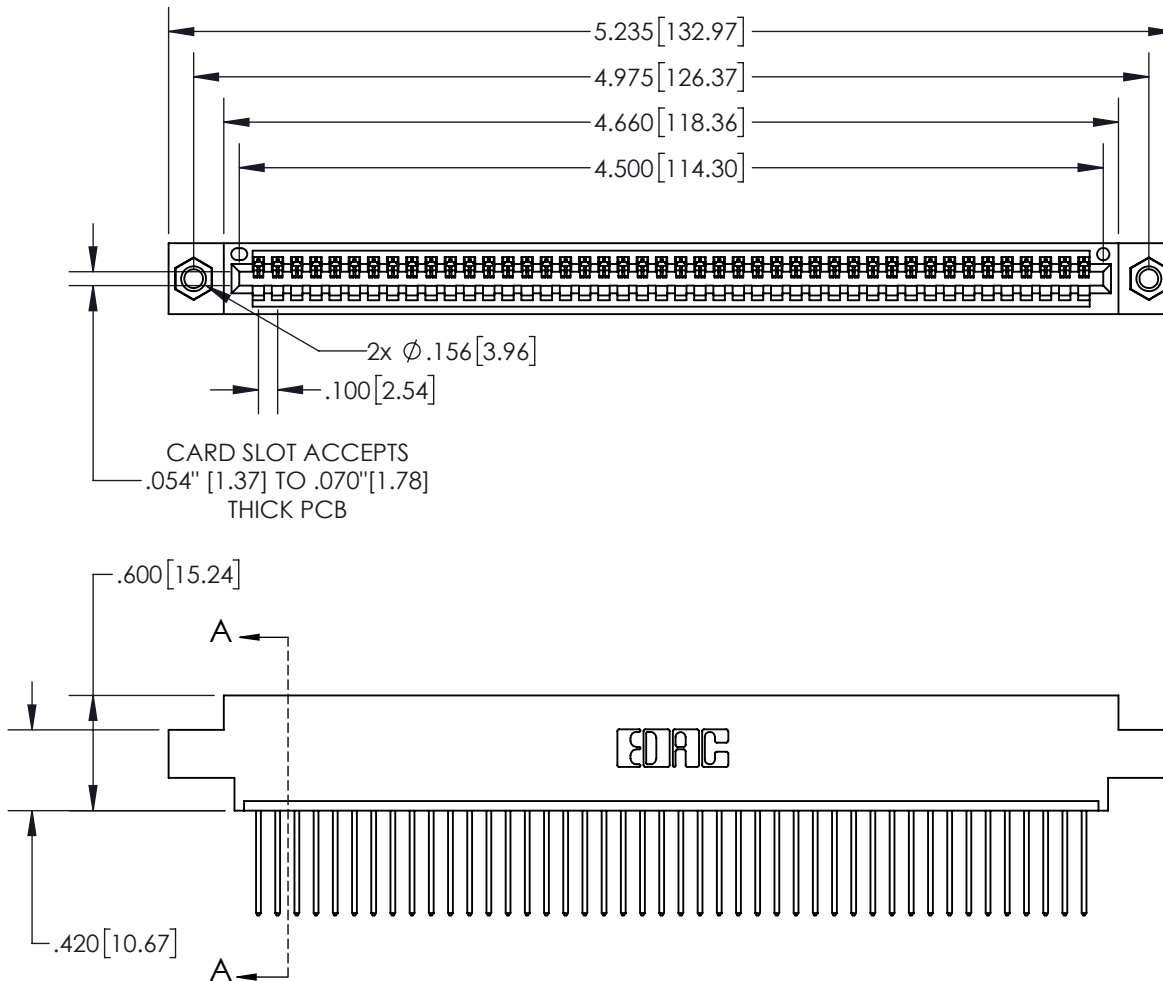 5.235[132.97]
4.975[126.37]
4.660[118.36]
4.500[114.30]
2x Ø.156[3.96]
.100[2.54]
CARD SLOT ACCEPTS
.054" [1.37] TO .070"[1.78]
THICK PCB
.600[15.24]
A
EDAC
.420[10.67]
A